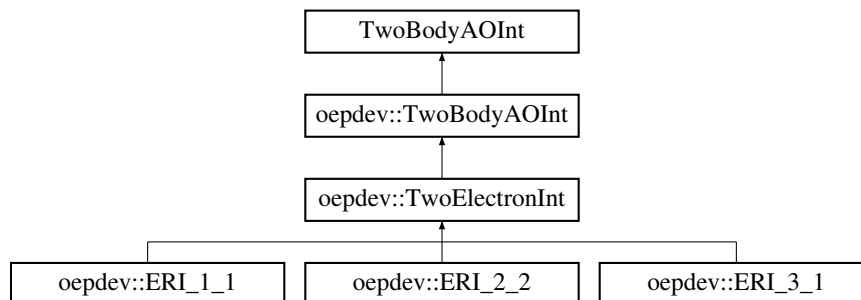 TwoBodyAOInt
oepdev::TwoBodyAOInt
oepdev::TwoElectronInt
oepdev::ERI_1_1 oepdev::ERI_2_2 oepdev::ERI_3_1